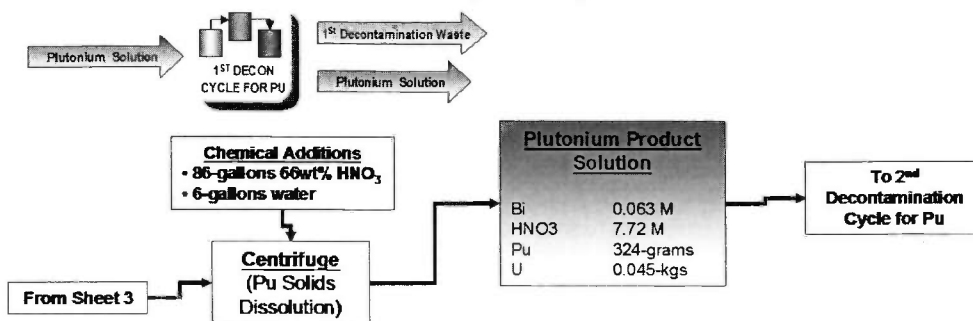 Plutonium Solution
1ST DECON
CYCLE FOR PU
1St Decontamination Waste
Plutonium Solution
Chemical Additions
• 86-gallons 66wt% HNO3
• 6-gallons water
From Sheet 3
Centrifuge
(Pu Solids
Dissolution)
Plutonium Product
Solution
Bi 0.063 M
HNO3 7.72 M
Pu 324-grams
U 0.045-kgs
To 2nd
Decontamination
Cycle for Pu